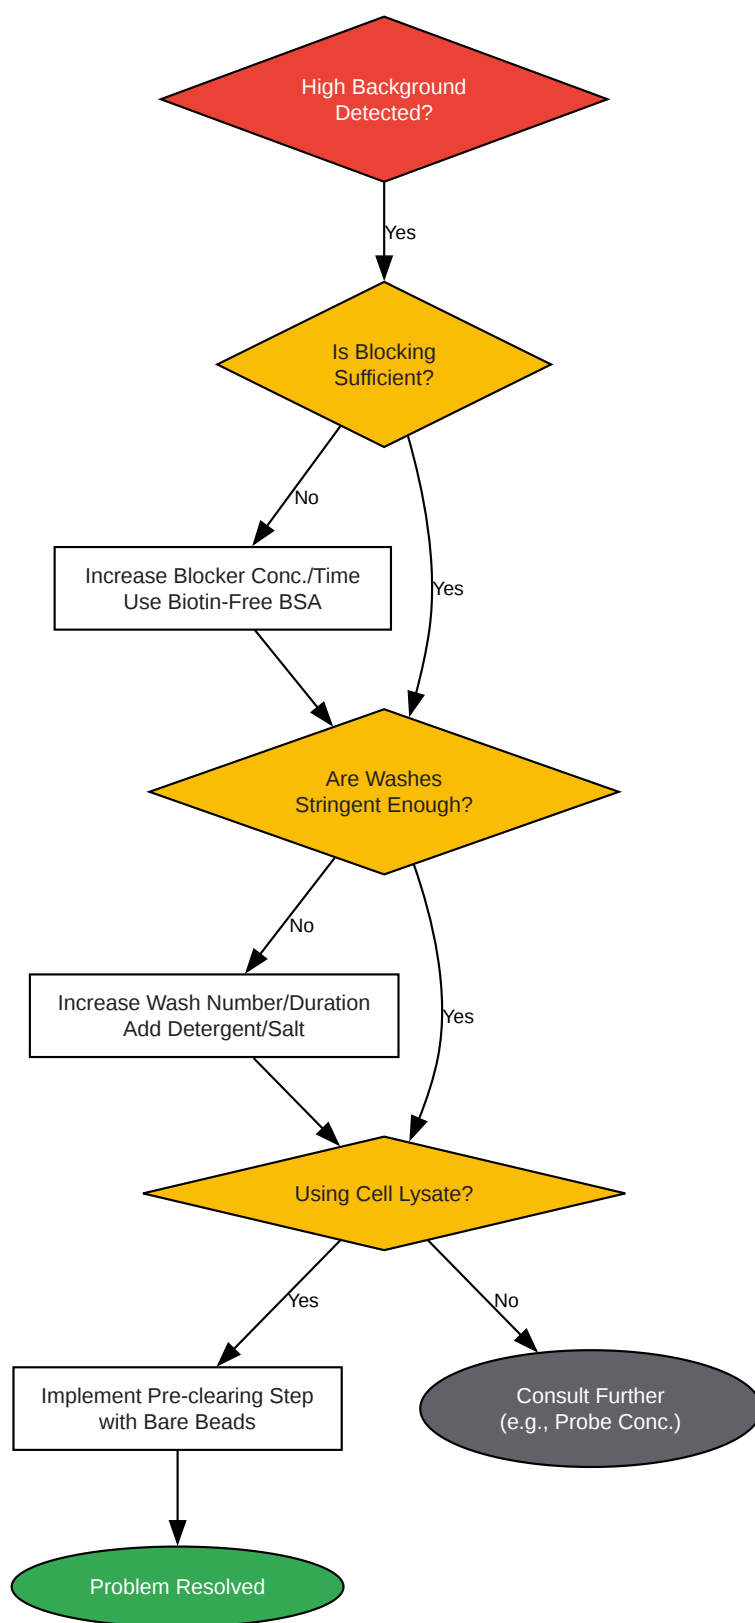 High Background
Detected?
Yes
Is Blocking
Sufficient?
No
Increase Blocker Conc./Time
Use Biotin-Free BSA
Yes
Are Washes
Stringent Enough?
No
Increase Wash Number/Duration
Add Detergent/Salt
Yes
Using Cell Lysate?
Yes
No
Implement Pre-clearing Step
with Bare Beads
Consult Further
(e.g., Probe Conc.)
Problem Resolved